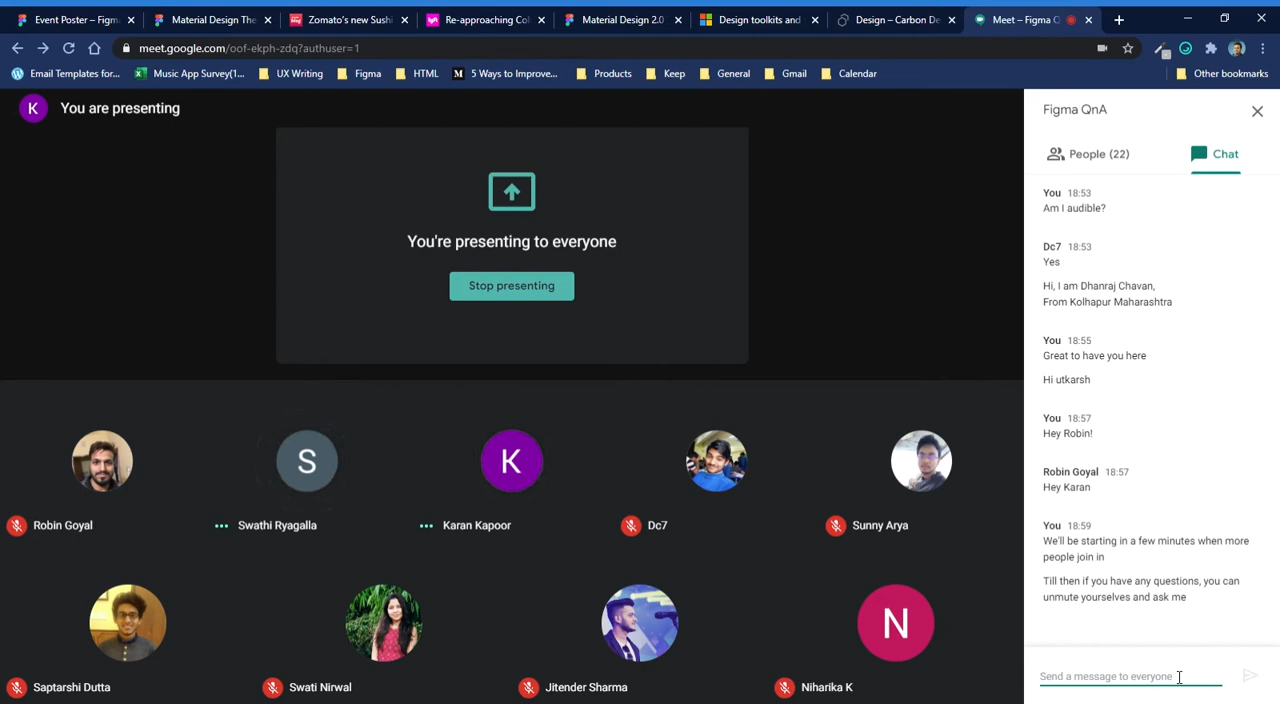 Event Poster – Figm
Material Design The
Zomato's new Sushi
Re-approaching Col
Material Design 2.0
Design toolkits and
Design – Carbon De
Meet – Figma Q
meet.google.com/oof-ekph-zdq?authuser=1
Email Templates for...
Music App Survey(1...
UX Writing
Figma
HTML
M
5 Ways to Improve...
Products
Keep
General
Gmail
Calendar
Other bookmarks
K
You are presenting
You're presenting to everyone
Stop presenting
S
K
Robin Goyal
Swathi Ryagalla
Karan Kapoor
Dc7
Sunny Arya
N
Saptarshi Dutta
Swati Nirwal
Jitender Sharma
Niharika K
Figma QnA
People (22)
Chat
You 18:53
Am I audible?
Dc7 18:53
Yes
Hi, I am Dhanraj Chavan,
From Kolhapur Maharashtra
You 18:55
Great to have you here
Hi utkarsh
You 18:57
Hey Robin!
Robin Goyal 18:57
Hey Karan
You 18:59
We'll be starting in a few minutes when more
people join in
Till then if you have any questions, you can
unmute yourselves and ask me
Send a message to everyone